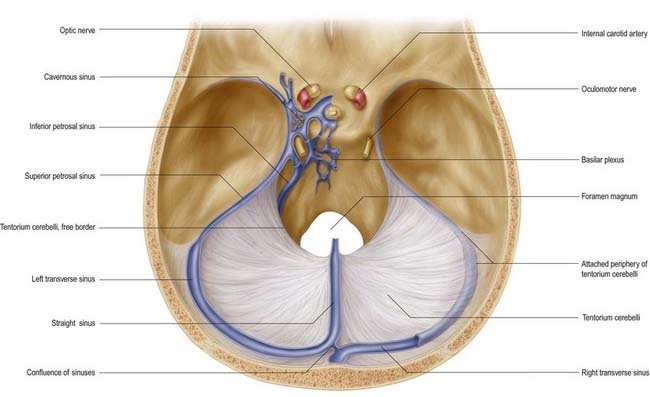 Optic nerve
Cavernous sinus
Inferior petrosal sinus
Superior petrosal sinus
Tentorium cerebelli, free border
Left transverse sinus
Straight sinus
Confluence of sinuses
Internal carotid artery
Oculomotor nerve
Basilar plexus
Foramen magnum
Attached periphery of
tentorium cerebelli
Tentorium cerebelli
Right transverse sinus